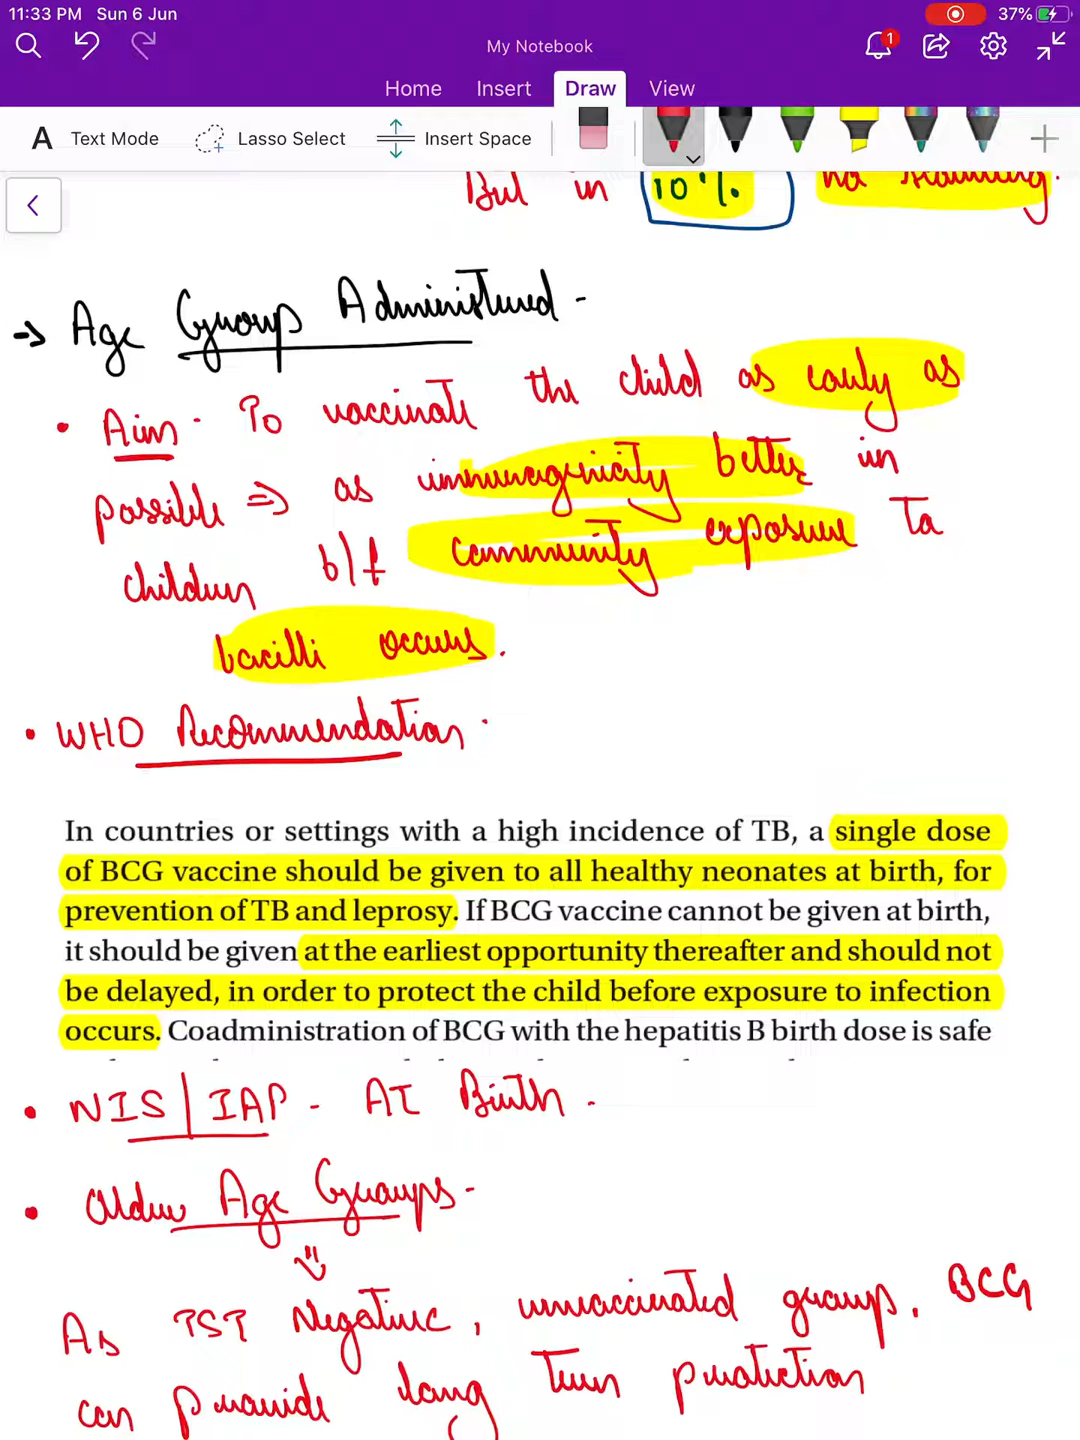 11:33 PM Sun 6 Jun
37%
1
My Notebook
Home Insert Draw View
A Text Mode Lasso Select Insert Space
But in 10% no scarring.
→ Age Group Administered -
• Aim - To vaccinate the child as early as
possible ⇒ as immunogenicity better in
children b/f community exposure to
bacilli occurs.
• WHO Recommendation -
In countries or settings with a high incidence of TB, a single dose
of BCG vaccine should be given to all healthy neonates at birth, for
prevention of TB and leprosy. If BCG vaccine cannot be given at birth,
it should be given at the earliest opportunity thereafter and should not
be delayed, in order to protect the child before exposure to infection
occurs. Coadministration of BCG with the hepatitis B birth dose is safe
• NIS | IAP - AT Birth.
• Older Age Groups -
As TST Negative, unvaccinated group, BCG
can provide long term protection